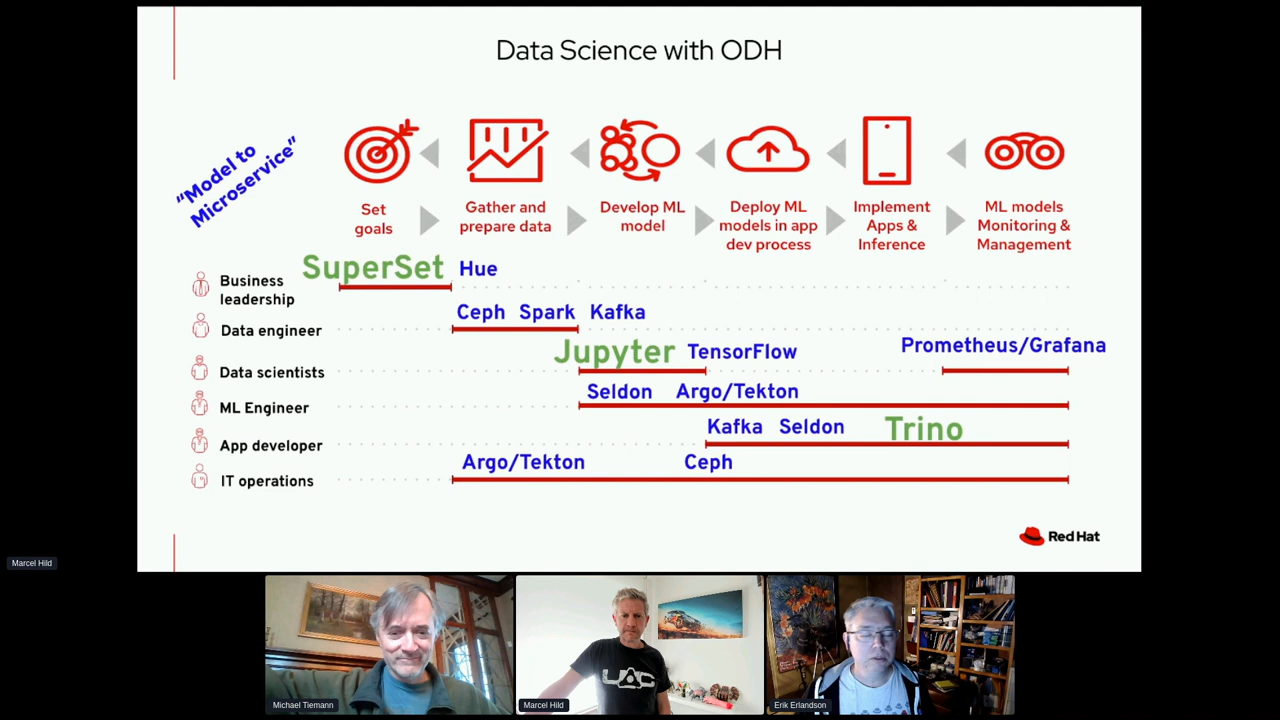 Data Science with ODH
“Model to
Microservice”
Set
goals
Gather and
prepare data
Develop ML
model
Deploy ML
models in app
dev process
Implement
Apps &
Inference
ML models
Monitoring &
Management
Business
leadership
SuperSet Hue
Data engineer
Ceph Spark Kafka
Data scientists
Jupyter TensorFlow Prometheus/Grafana
ML Engineer
Seldon Argo/Tekton
App developer
Kafka Seldon Trino
IT operations
Argo/Tekton Ceph
Red Hat
Marcel Hild
Michael Tiemann
Marcel Hild
Erik Erlandson